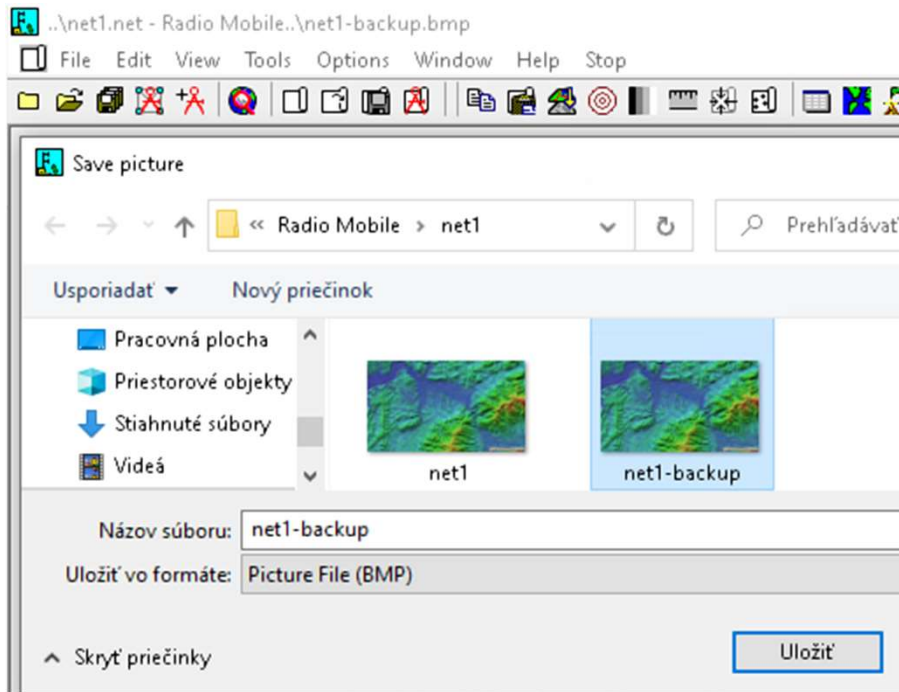 ..\net1.net - Radio Mobile..\net1-backup.bmp
File Edit View Tools Options Window Help Stop
Save picture
« Radio Mobile › net1
Prehľadávať
Usporiadať Nový priečinok
Pracovná plocha
Priestorové objekty
Stiahnuté súbory
Videá
net1 net1-backup
Názov súboru: net1-backup
Uložiť vo formáte: Picture File (BMP)
Skryť priečinky Uložiť